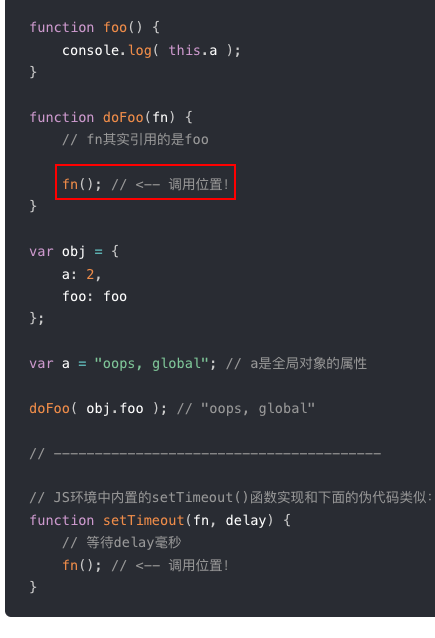 function foo() {
    console.log( this.a );
}

function doFoo(fn) {
    // fn其实引用的是foo

    fn(); // <-- 调用位置！
}

var obj = {
    a: 2,
    foo: foo
};

var a = "oops, global"; // a是全局对象的属性

doFoo( obj.foo ); // "oops, global"

// ----------------------------------------

// JS环境中内置的setTimeout()函数实现和下面的伪代码类似：
function setTimeout(fn, delay) {
    // 等待delay毫秒
    fn(); // <-- 调用位置！
}